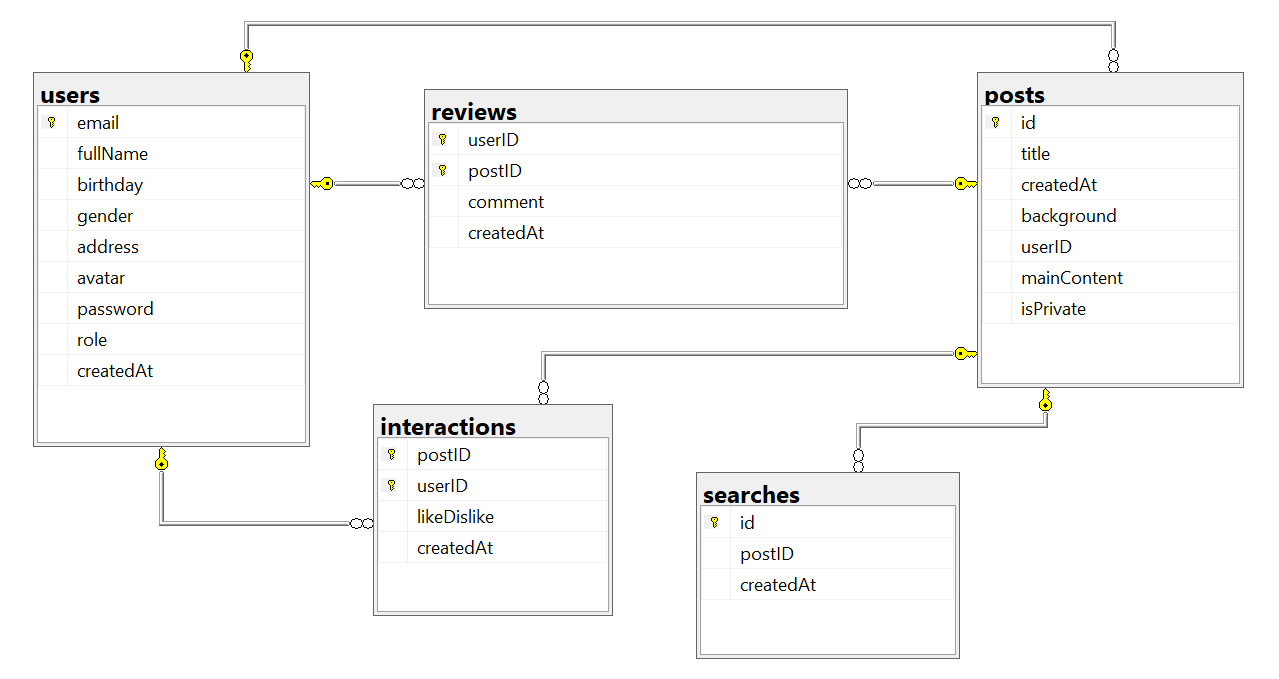 users
email
fullName
birthday
gender
address
avatar
password
role
createdAt
reviews
userID
postID
comment
createdAt
posts
id
title
createdAt
background
userID
mainContent
isPrivate
interactions
postID
userID
likeDislike
createdAt
searches
id
postID
createdAt